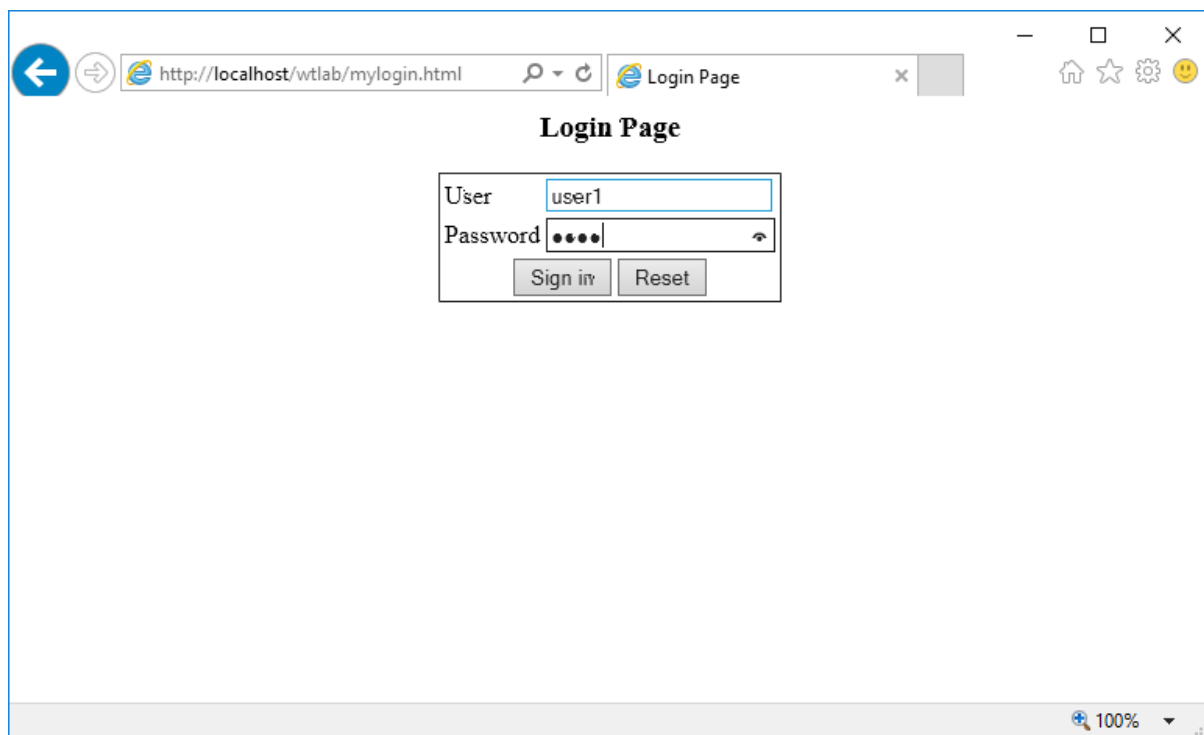 http://localhost/wtlab/mylogin.html
Login Page
Login Page
User user1
Password ••••
Sign in Reset
100%